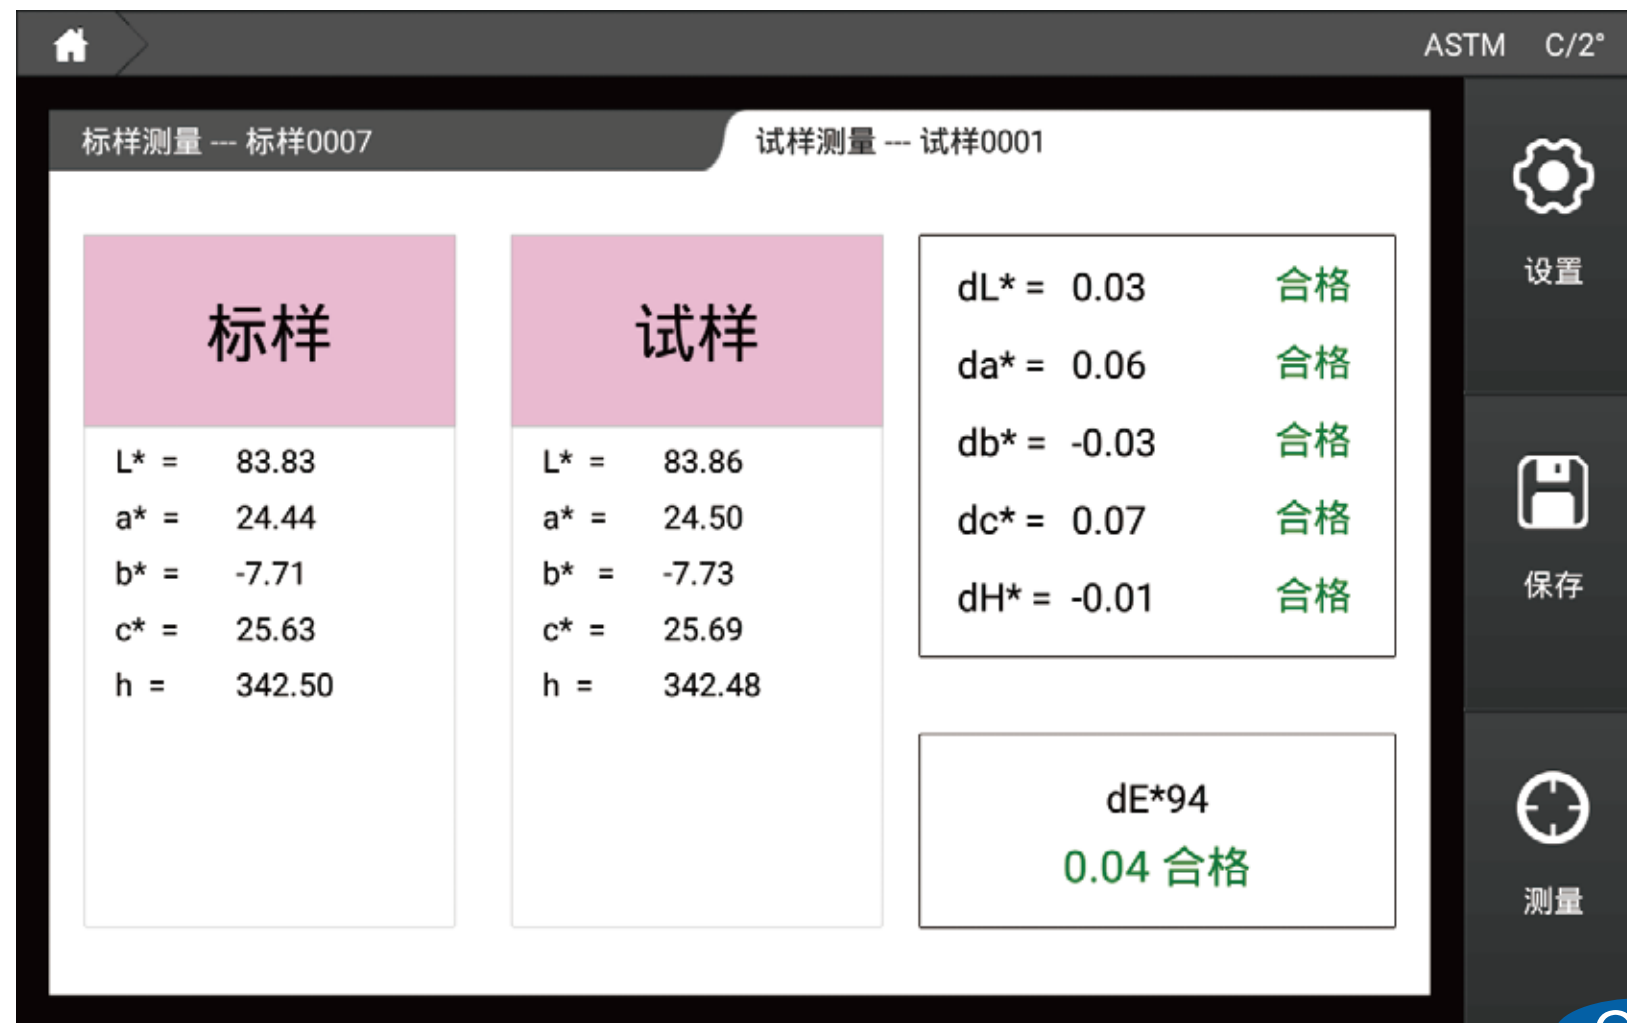 ASTM C/2°
标样测量 --- 标样0007
试样测量 --- 试样0001
标样
L* = 83.83
a* = 24.44
b* = -7.71
c* = 25.63
h = 342.50
试样
L* = 83.86
a* = 24.50
b* = -7.73
c* = 25.69
h = 342.48
dL* = 0.03 合格
da* = 0.06 合格
db* = -0.03 合格
dc* = 0.07 合格
dH* = -0.01 合格
dE*94
0.04 合格
设置
保存
测量